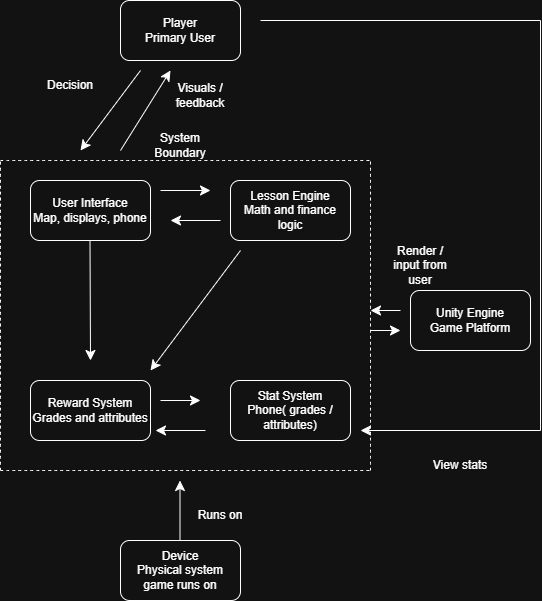 Player
Primary User
Decision
Visuals /
feedback
System
Boundary
User Interface
Map, displays, phone
Lesson Engine
Math and finance
logic
Render /
input from
user
Unity Engine
Game Platform
Reward System
Grades and attributes
Stat System
Phone( grades /
attributes)
View stats
Runs on
Device
Physical system
game runs on